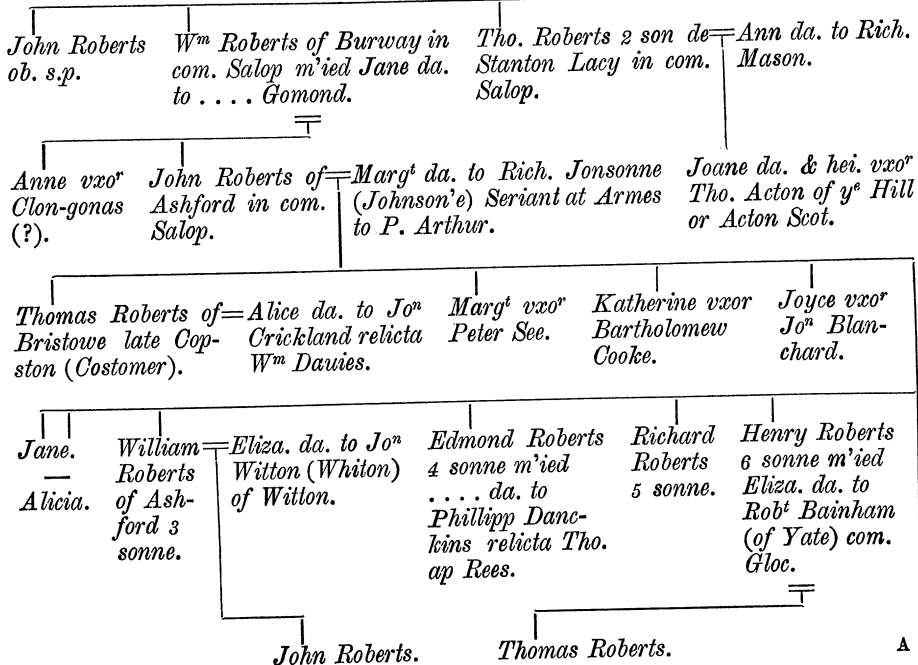 John Roberts
ob. s.p.
Wm Roberts of Burway in
com. Salop m'ied Jane da.
to . . . . Gomond.
Tho. Roberts 2 son de
Stanton Lacy in com.
Salop.
Ann da. to Rich.
Mason.
Anne vxor
Clon-gonas
(?).
John Roberts of
Ashford in com.
Salop.
Margt da. to Rich. Jonsonne
(Johnson'e) Seriant at Armes
to P. Arthur.
Joane da. & hei. vxor
Tho. Acton of ye Hill
or Acton Scot.
Thomas Roberts of
Bristowe late Cop-
ston (Costomer).
Alice da. to Jon
Crickland relicta
Wm Dauies.
Margt vxor
Peter See.
Katherine vxor
Bartholomew
Cooke.
Joyce vxor
Jon Blan-
chard.
Jane.
—
Alicia.
William
Roberts
of Ash-
ford 3
sonne.
Eliza. da. to Jon
Witton (Whiton)
of Witton.
Edmond Roberts
4 sonne m'ied
. . . . da. to
Phillipp Danc-
kins relicta Tho.
ap Rees.
Richard
Roberts
5 sonne.
Henry Roberts
6 sonne m'ied
Eliza. da. to
Robt Bainham
(of Yate) com.
Gloc.
John Roberts.
Thomas Roberts.
A